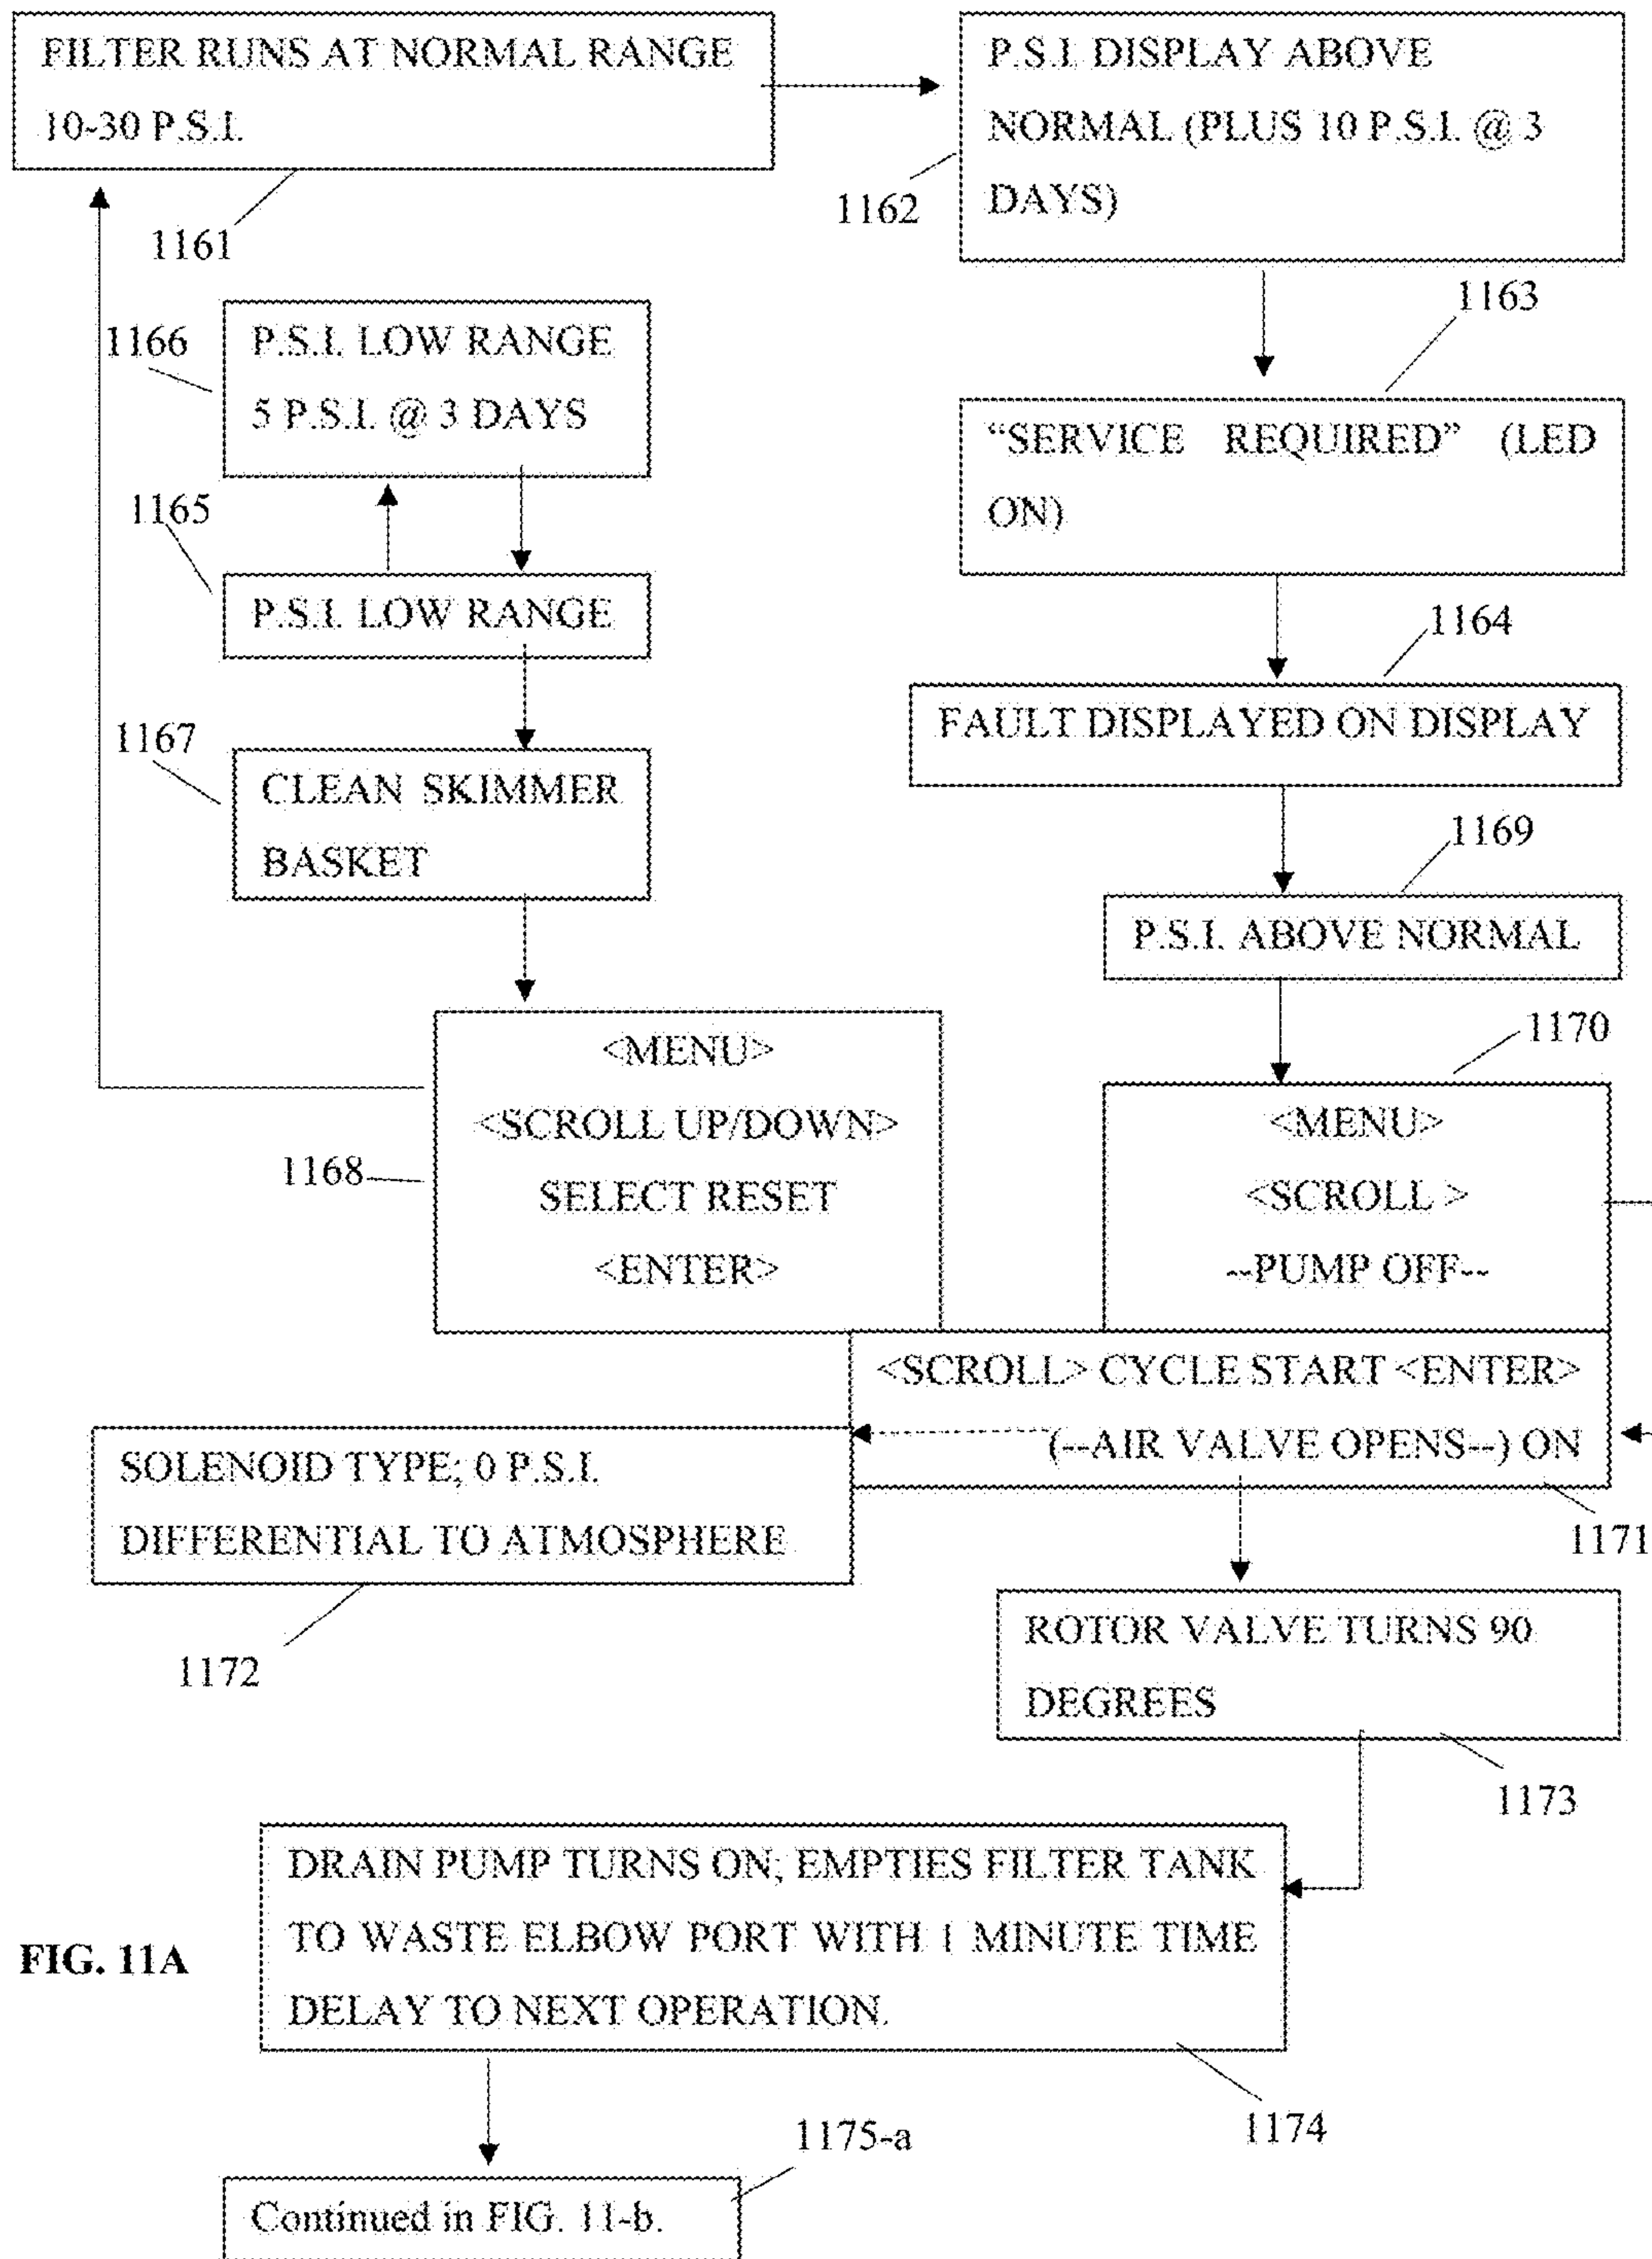 FILTER RUNS AT NORMAL RANGE
10-30 P.S.I.
1161
P.S.I. DISPLAY ABOVE
NORMAL (PLUS 10 P.S.I. @ 3
DAYS)
1162
1163
"SERVICE REQUIRED" (LED
ON)
1164
FAULT DISPLAYED ON DISPLAY
1169
P.S.I. ABOVE NORMAL
1170
<MENU>
<SCROLL >
--PUMP OFF--
1166
P.S.I. LOW RANGE
5 P.S.I. @ 3 DAYS
1165
P.S.I. LOW RANGE
1167
CLEAN SKIMMER
BASKET
<MENU>
<SCROLL UP/DOWN>
SELECT RESET
<ENTER>
1168
<SCROLL> CYCLE START <ENTER>
(--AIR VALVE OPENS--) ON
1171
SOLENOID TYPE; 0 P.S.I.
DIFFERENTIAL TO ATMOSPHERE
1172
ROTOR VALVE TURNS 90
DEGREES
1173
DRAIN PUMP TURNS ON; EMPTIES FILTER TANK
TO WASTE ELBOW PORT WITH 1 MINUTE TIME
DELAY TO NEXT OPERATION.
1174
FIG. 11A
1175-a
Continued in FIG. 11-b.